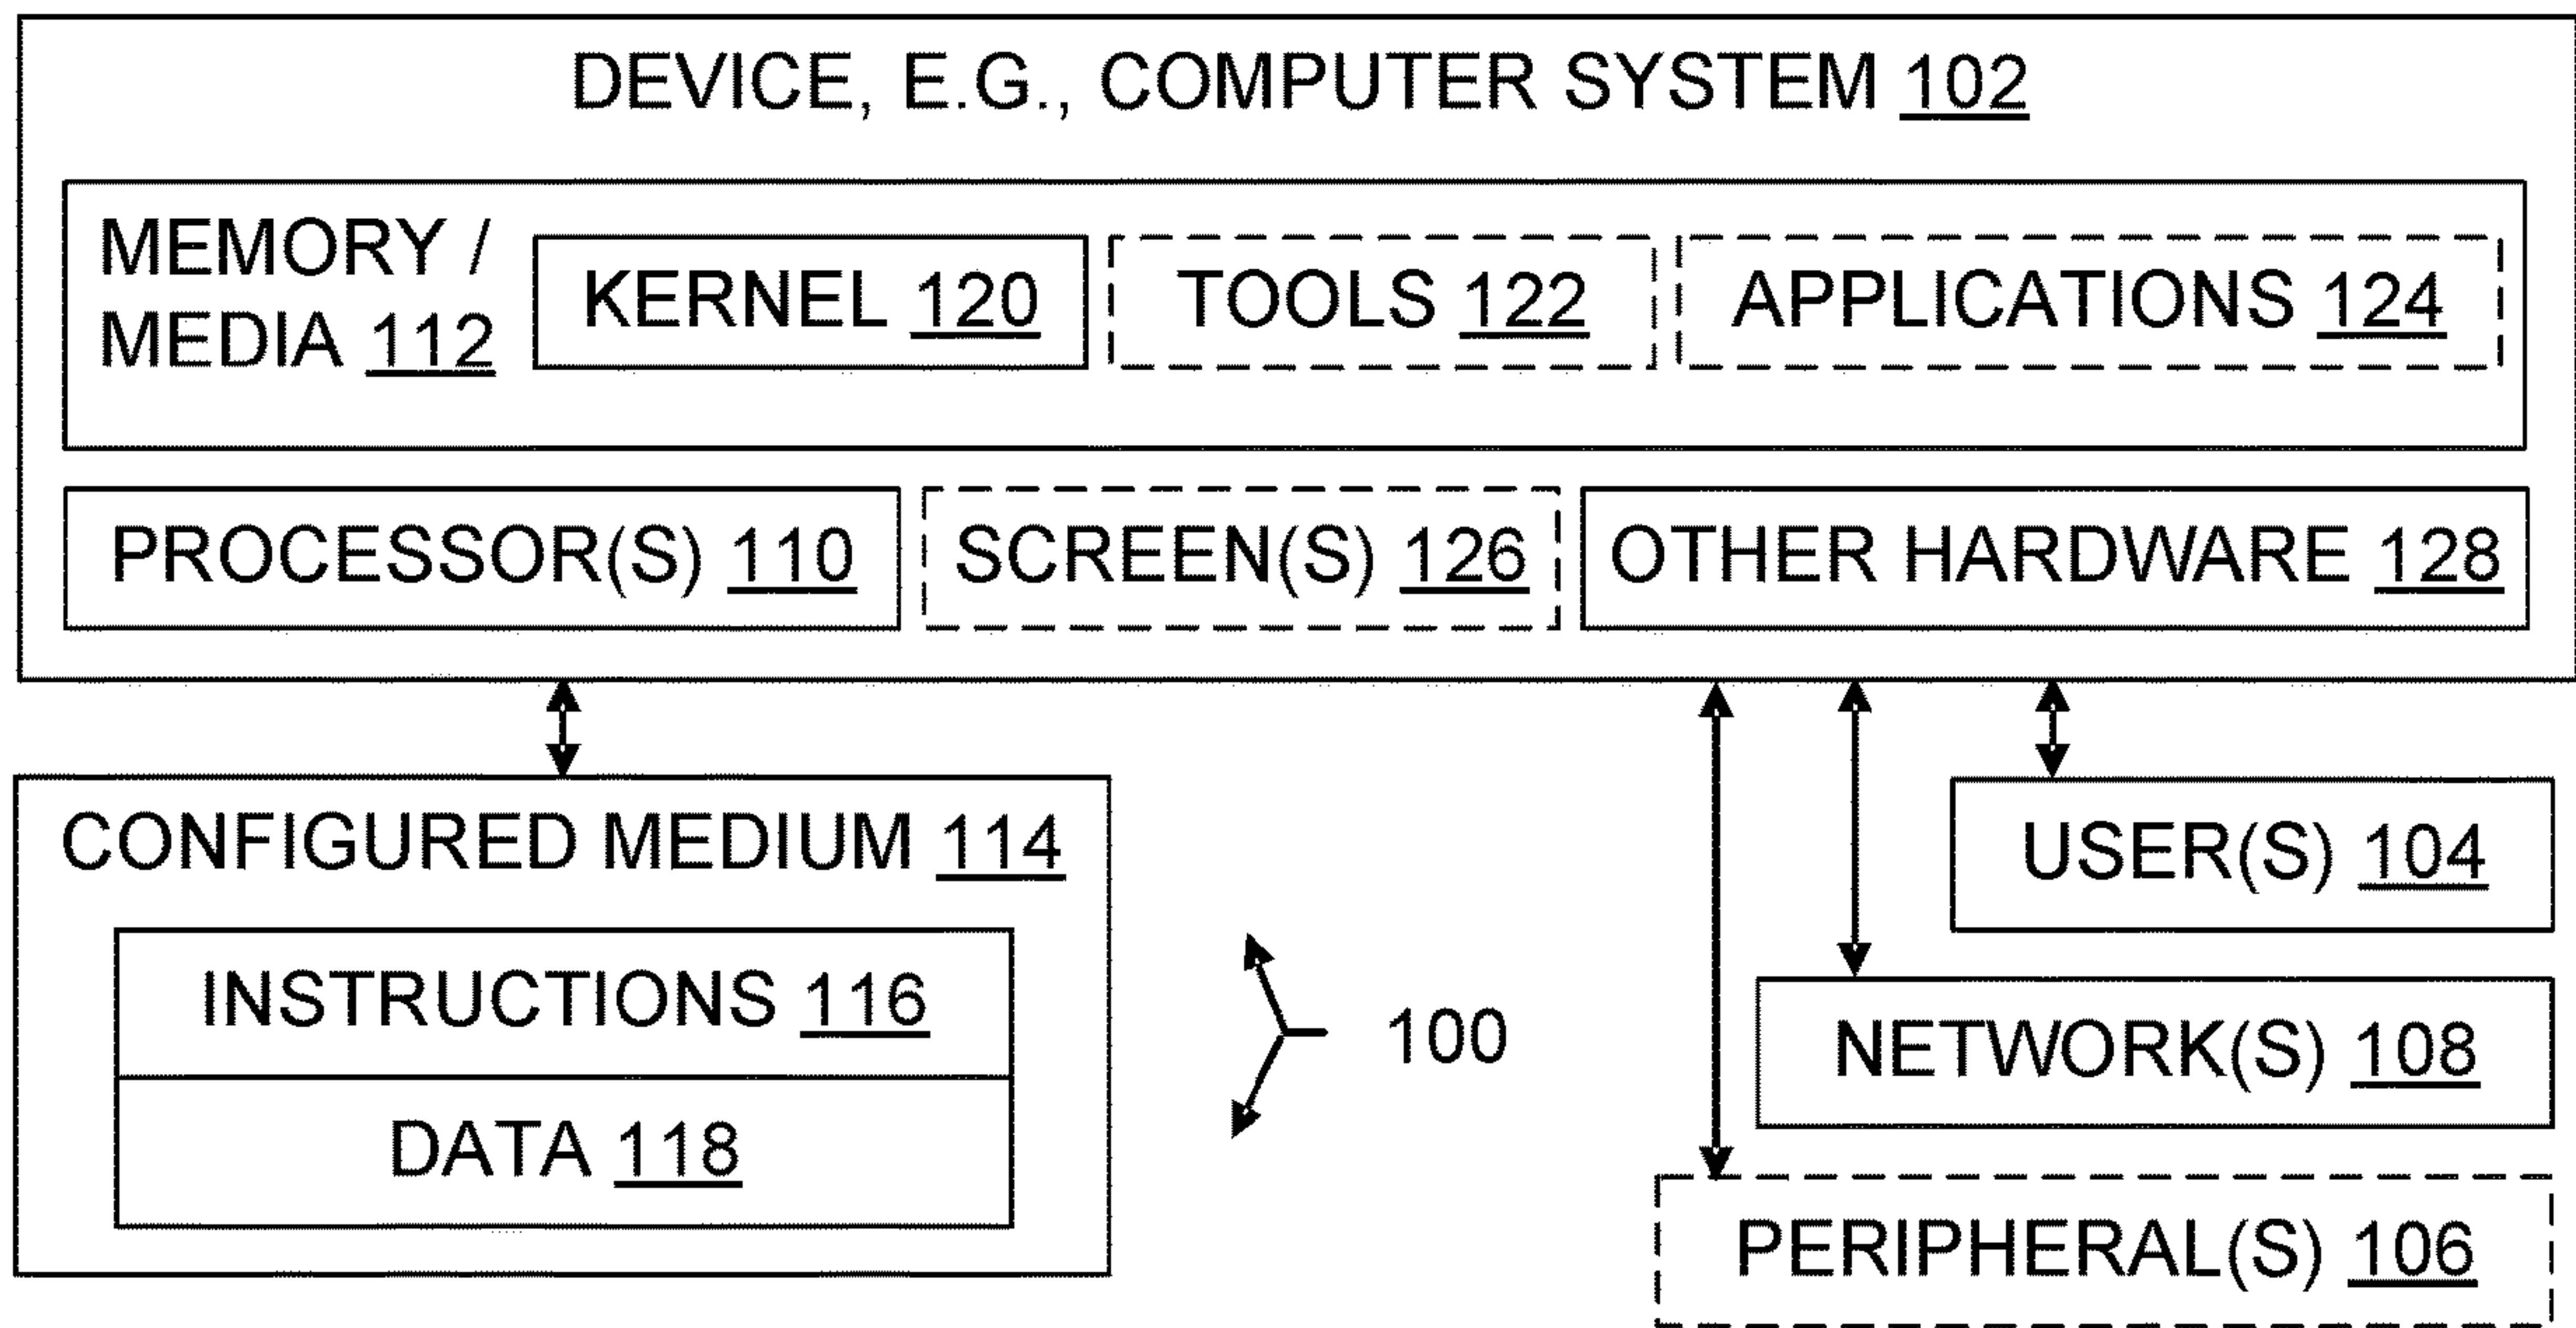 DEVICE, E.G., COMPUTER SYSTEM 102
MEMORY /
MEDIA 112
KERNEL 120
TOOLS 122
APPLICATIONS 124
PROCESSOR(S) 110
SCREEN(S) 126
OTHER HARDWARE 128
CONFIGURED MEDIUM 114
INSTRUCTIONS 116
DATA 118
100
USER(S) 104
NETWORK(S) 108
PERIPHERAL(S) 106